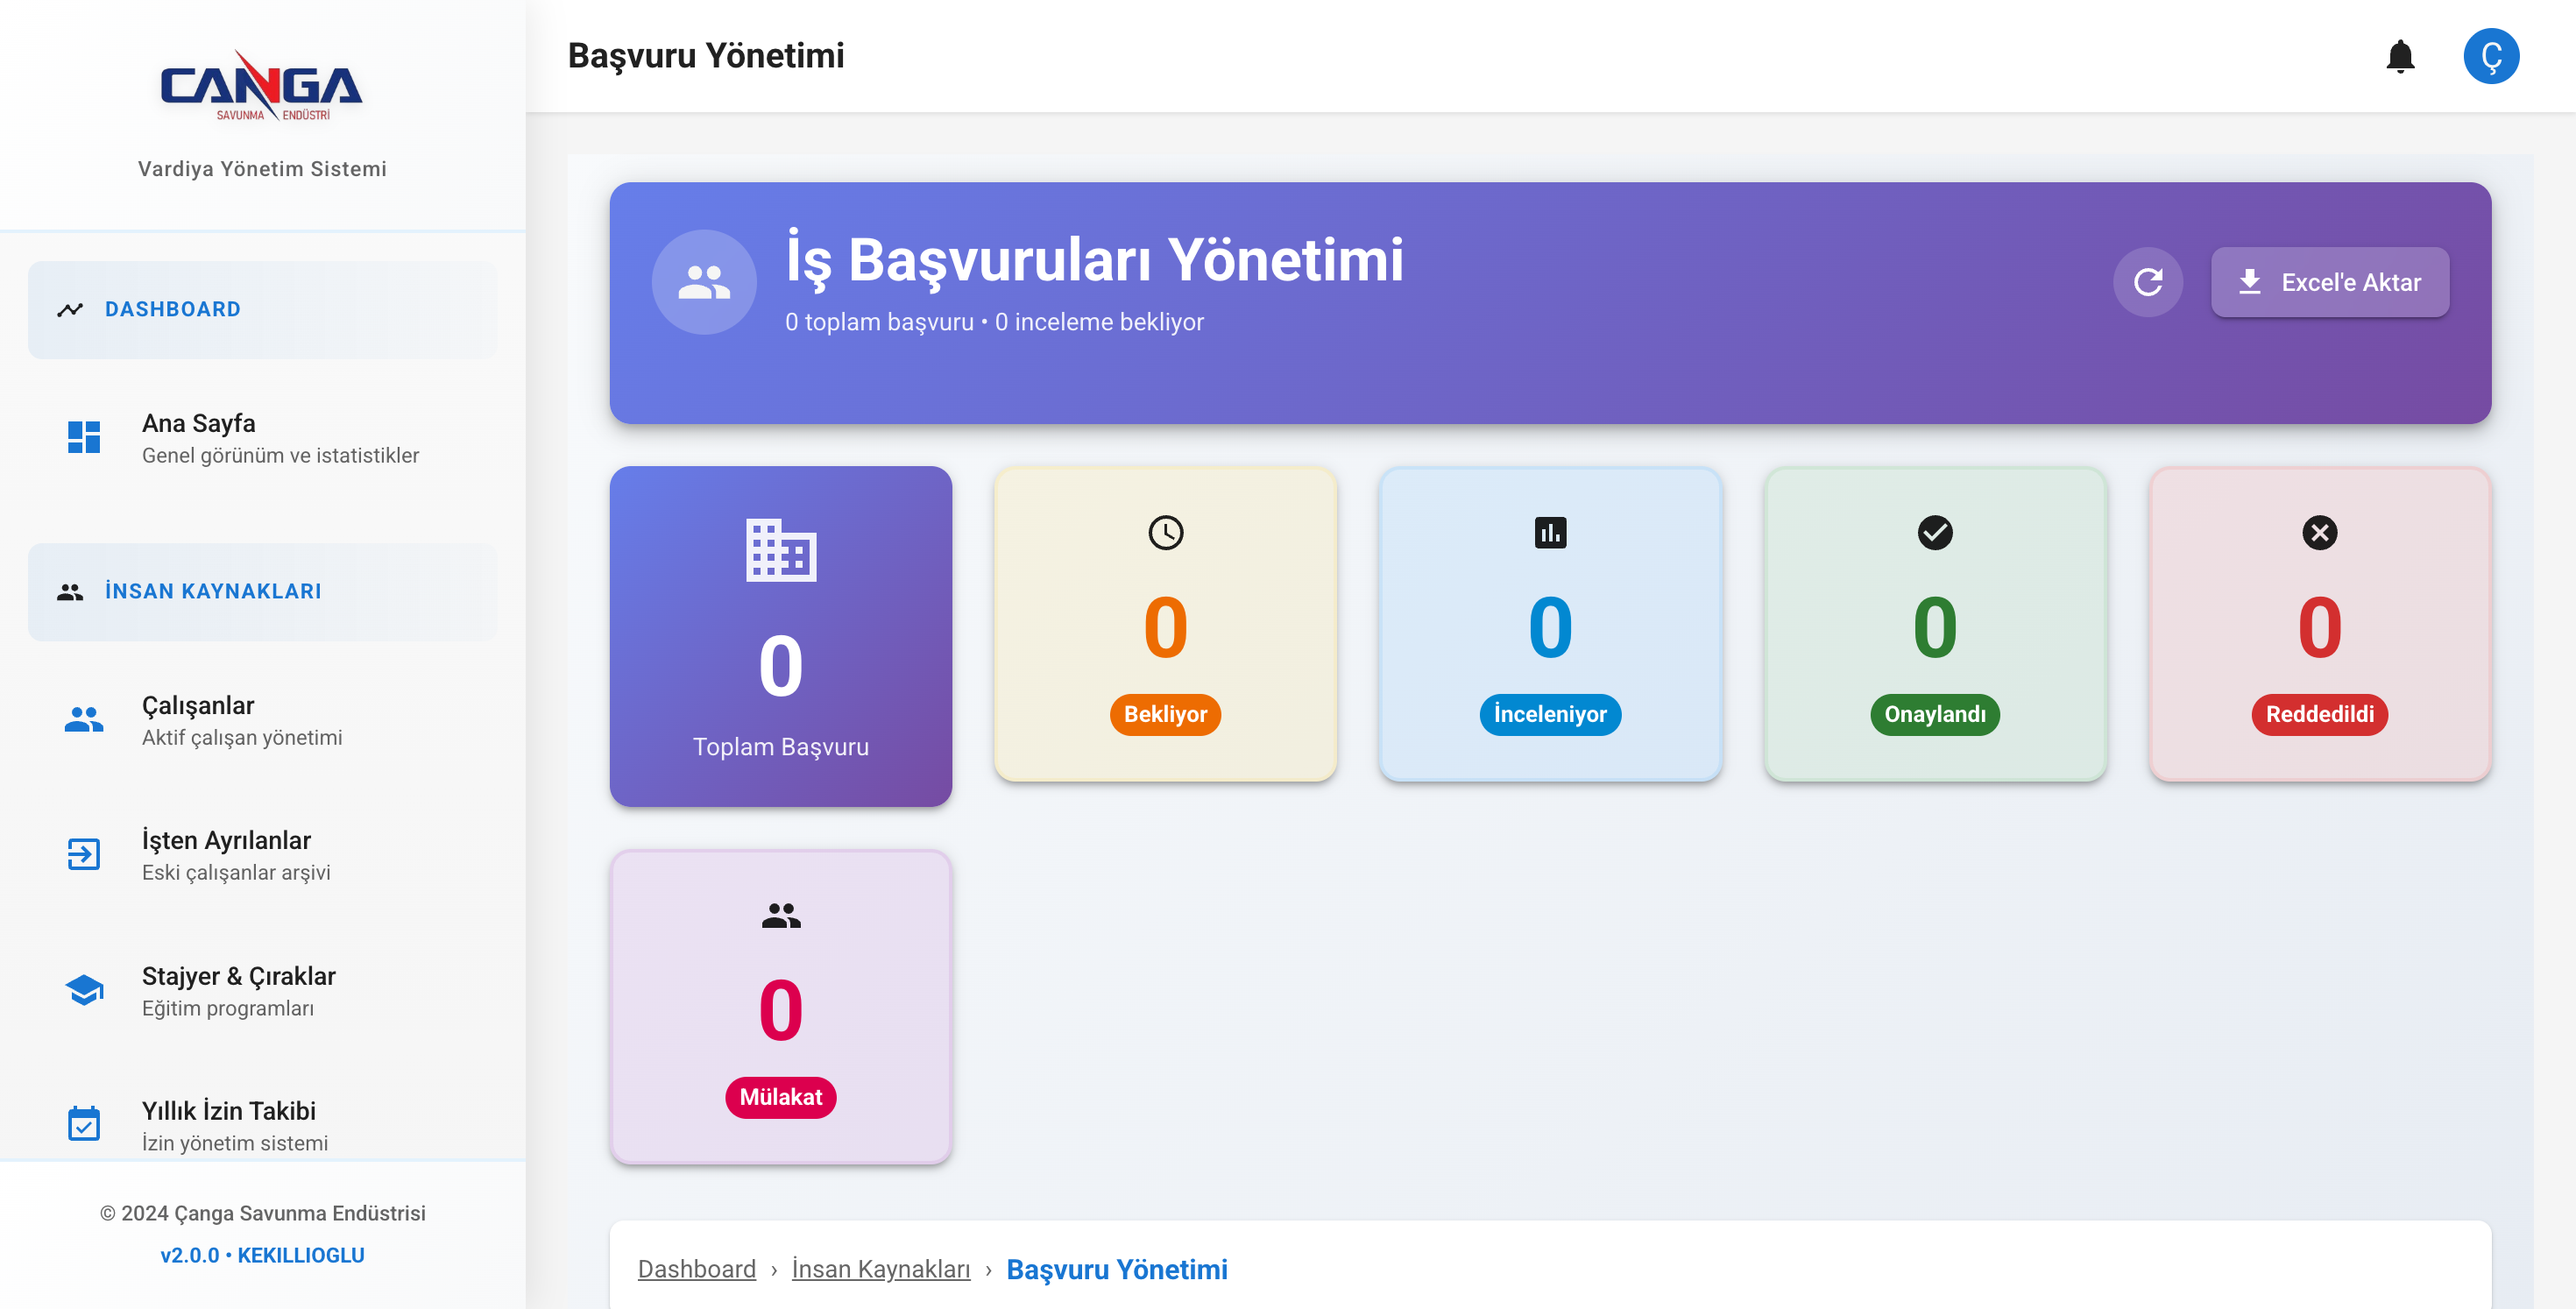 CANGA
SAVUNMA ENDÜSTRİ
Vardiya Yönetim Sistemi
DASHBOARD
Ana Sayfa
Genel görünüm ve istatistikler
İNSAN KAYNAKLARI
Çalışanlar
Aktif çalışan yönetimi
İşten Ayrılanlar
Eski çalışanlar arşivi
Stajyer & Çıraklar
Eğitim programları
Yıllık İzin Takibi
İzin yönetim sistemi
© 2024 Çanga Savunma Endüstrisi
v2.0.0 • KEKILLIOGLU
Başvuru Yönetimi
Ç
İş Başvuruları Yönetimi
0 toplam başvuru • 0 inceleme bekliyor
Excel'e Aktar
0
Toplam Başvuru
0
Bekliyor
0
İnceleniyor
0
Onaylandı
0
Reddedildi
0
Mülakat
Dashboard › İnsan Kaynakları › Başvuru Yönetimi